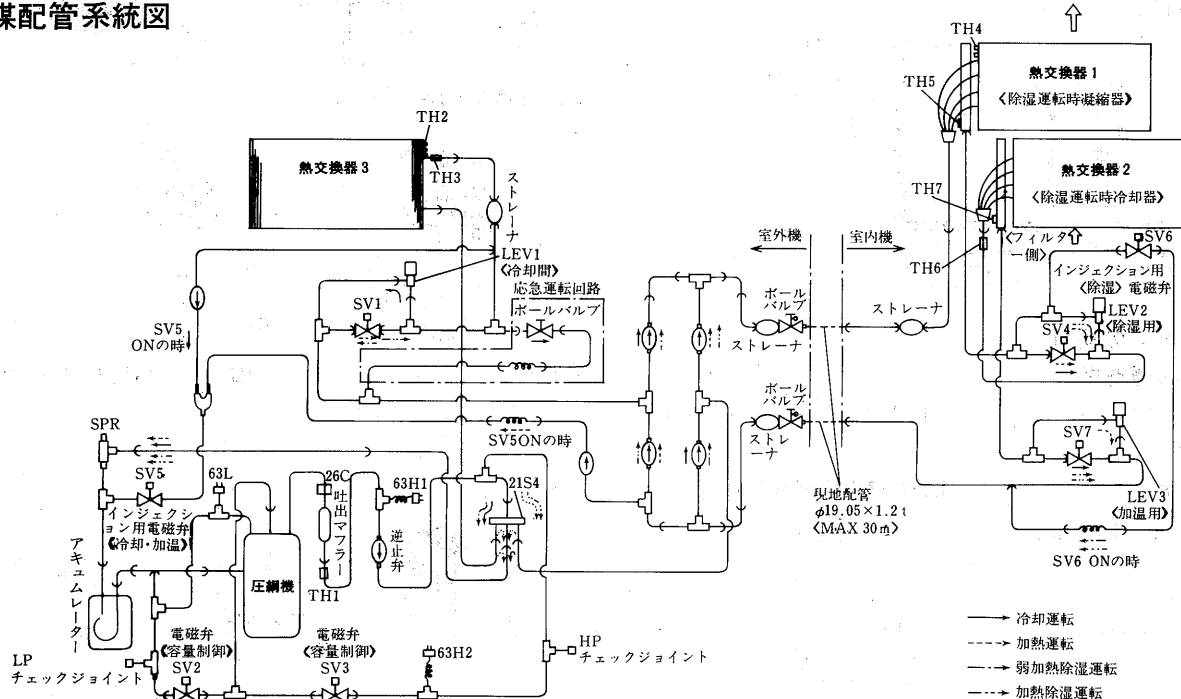 媒配管系統図
TH4
熱交換器1
〈除湿運転時凝縮器〉
TH5
TH2
熱交換器3
TH3
ストレーナ
熱交換器2
〈除湿運転時冷却器〉
TH7
〈フィルター側〉
TH6
SV6
インジェクション用
〈除湿〉電磁弁
室外機
室内機
LEV1
〈冷却間〉
応急運転回路
ボールバルブ
SV1
SV5
ONの時
ボール
バルブ
ストレーナ
ストレーナ
LEV2
〈除湿用〉
SV4
ボール
バルブ
ストレ
ーナ
SV5ONの時
SPR
SV5
63L
インジェクシ
ョン用電磁弁
《冷却・加温》
26C
吐出マフラー
63H1
21S4
逆止弁
現地配管
φ19.05×1.2t
〈MAX 30m〉
SV7
LEV3
〈加温用〉
SV6 ONの時
アキュムレーター
圧綱機
TH1
電磁弁
《容量制御》
SV2
電磁弁
《容量制御》
SV3
63H2
HP
チェックジョイント
LP
チェックジョイント
冷却運転
加熱運転
弱加熱除湿運転
加熱除湿運転